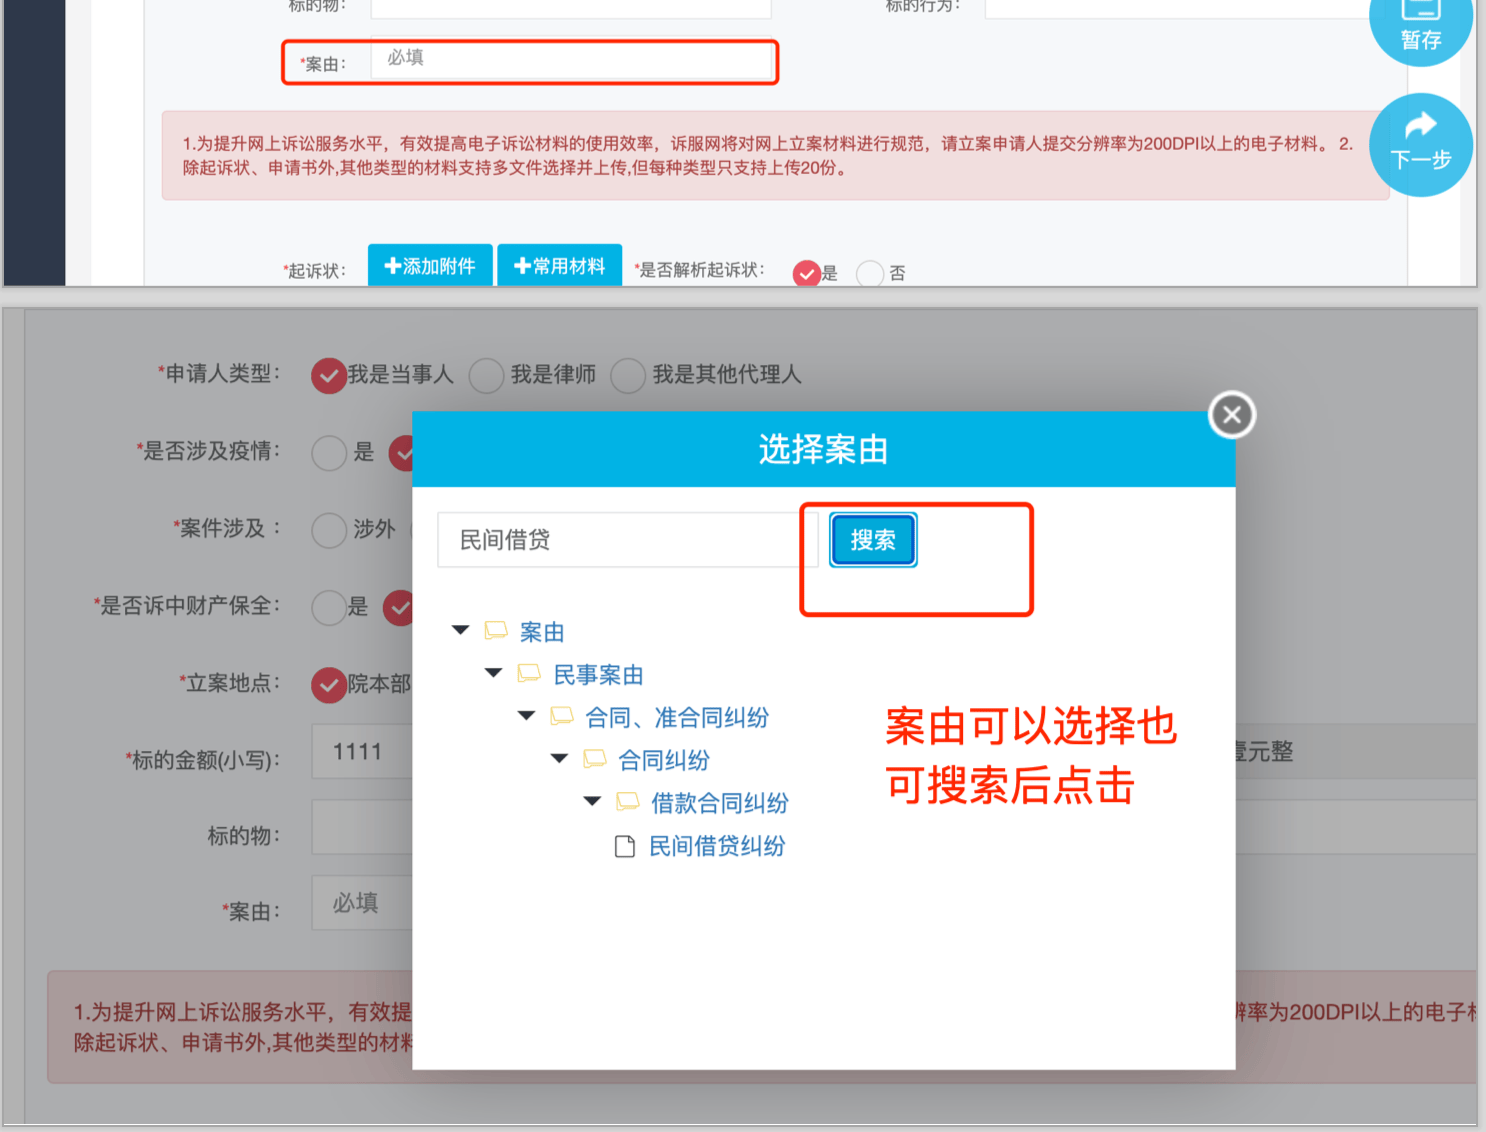 标的物：
标的行为：
暂存
*案由：
必填
1.为提升网上诉讼服务水平，有效提高电子诉讼材料的使用效率，诉服网将对网上立案材料进行规范，请立案申请人提交分辨率为200DPI以上的电子材料。 2.
除起诉状、申请书外,其他类型的材料支持多文件选择并上传,但每种类型只支持上传20份。
下一步
*起诉状：
添加附件
常用材料
*是否解析起诉状：
是
否
*申请人类型：
我是当事人
我是律师
我是其他代理人
*是否涉及疫情：
是
选择案由
*案件涉及 ：
涉外
民间借贷
搜索
*是否诉中财产保全：
是
案由
民事案由
*立案地点：
院本部
合同、准合同纠纷
案由可以选择也
可搜索后点击
*标的金额(小写)：
1111
壹元整
合同纠纷
借款合同纠纷
标的物：
民间借贷纠纷
*案由：
必填
1.为提升网上诉讼服务水平，有效提
辨率为200DPI以上的电子材
除起诉状、申请书外,其他类型的材料